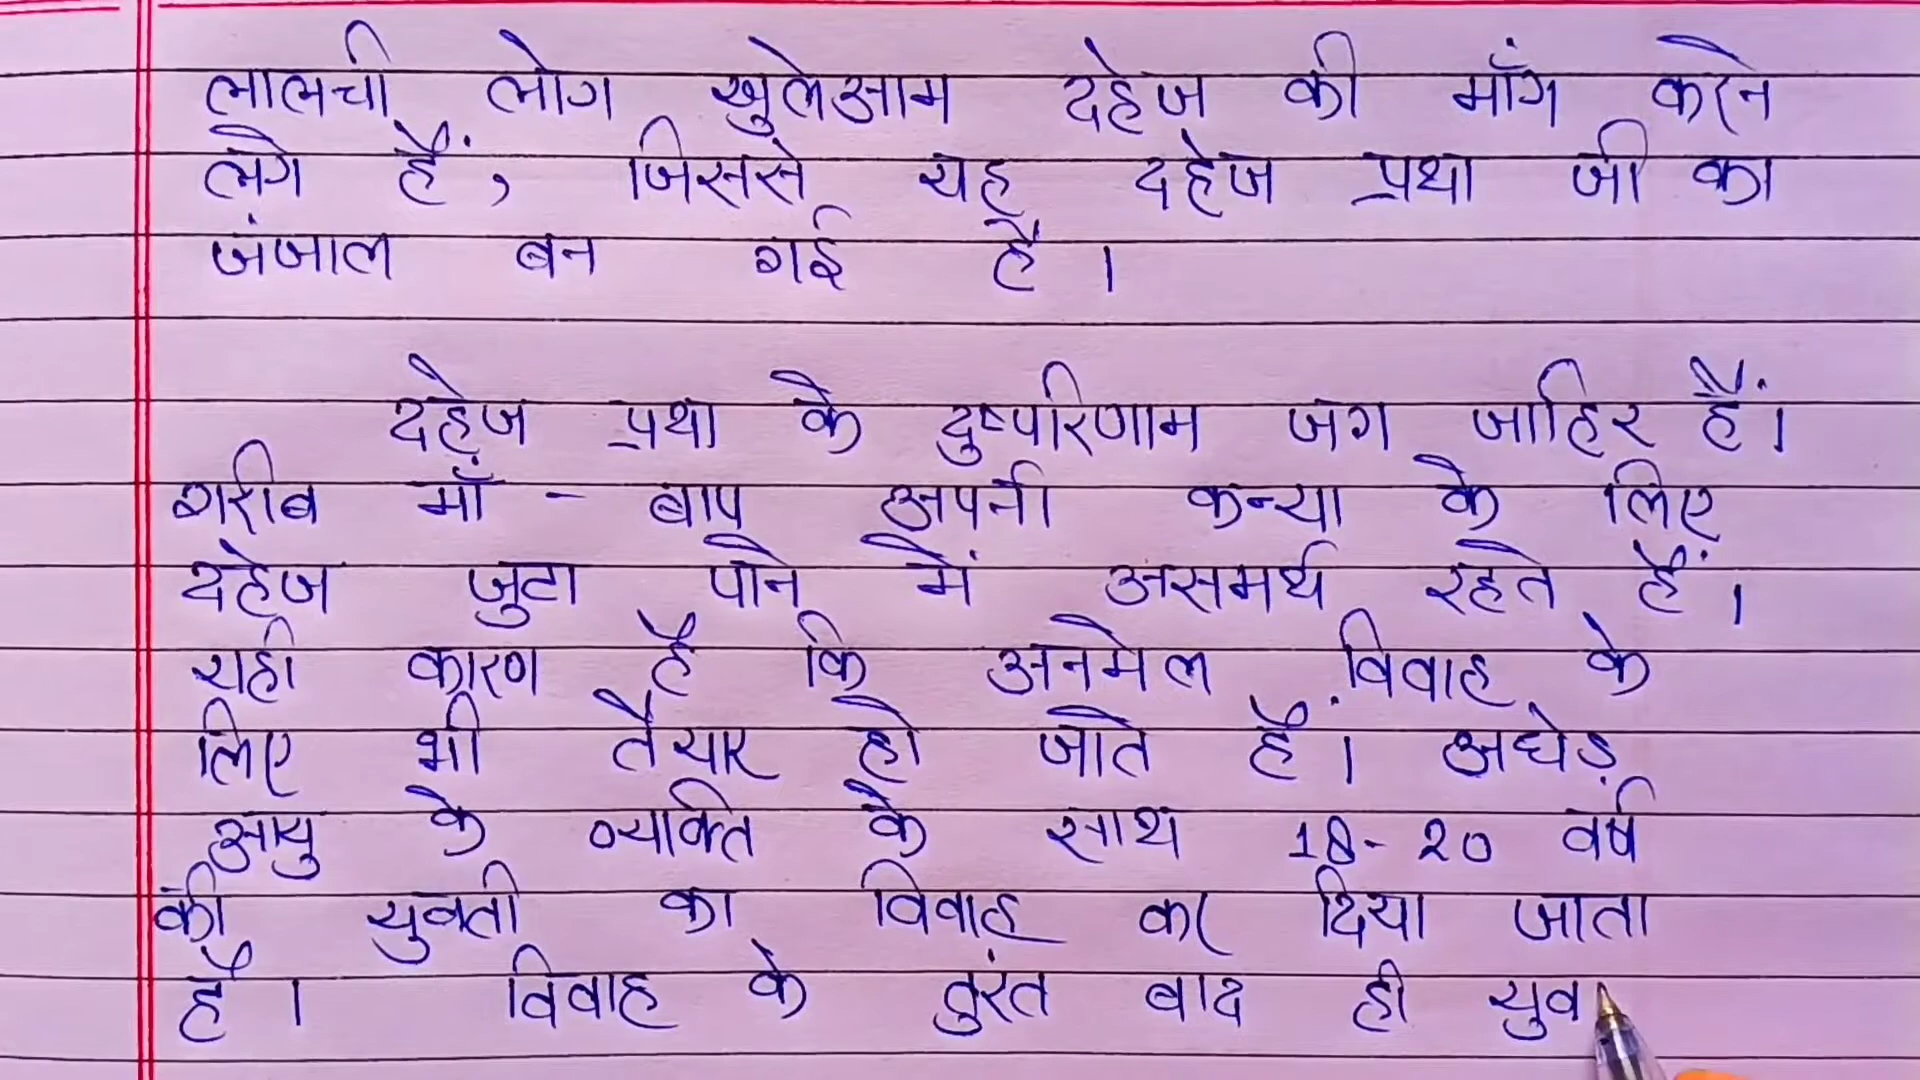 लालची लोग खुलेआम दहेज की माँग करने
लगे हैं, जिससे यह दहेज प्रथा जी का
जंजाल बन गई है।
दहेज प्रथा के दुष्परिणाम जग जाहिर हैं।
गरीब माँ - बाप अपनी कन्या के लिए
दहेज जुटा पाने में असमर्थ रहते हैं।
यही कारण है कि अनमेल विवाह के
लिए भी तैयार हो जाते हैं। अधेड़
आयु के व्यक्ति के साथ 18-20 वर्ष
की युवती का विवाह कर दिया जाता
है। विवाह के तुरंत बाद ही युव